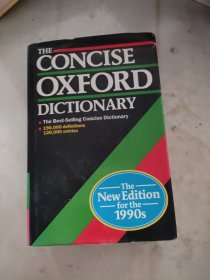 THE
CONCISE
OXFORD
DICTIONARY
• The Best-Selling Concise Dictionary
• 190,000 definitions
120,000 entries
The
New Edition
for the
1990s